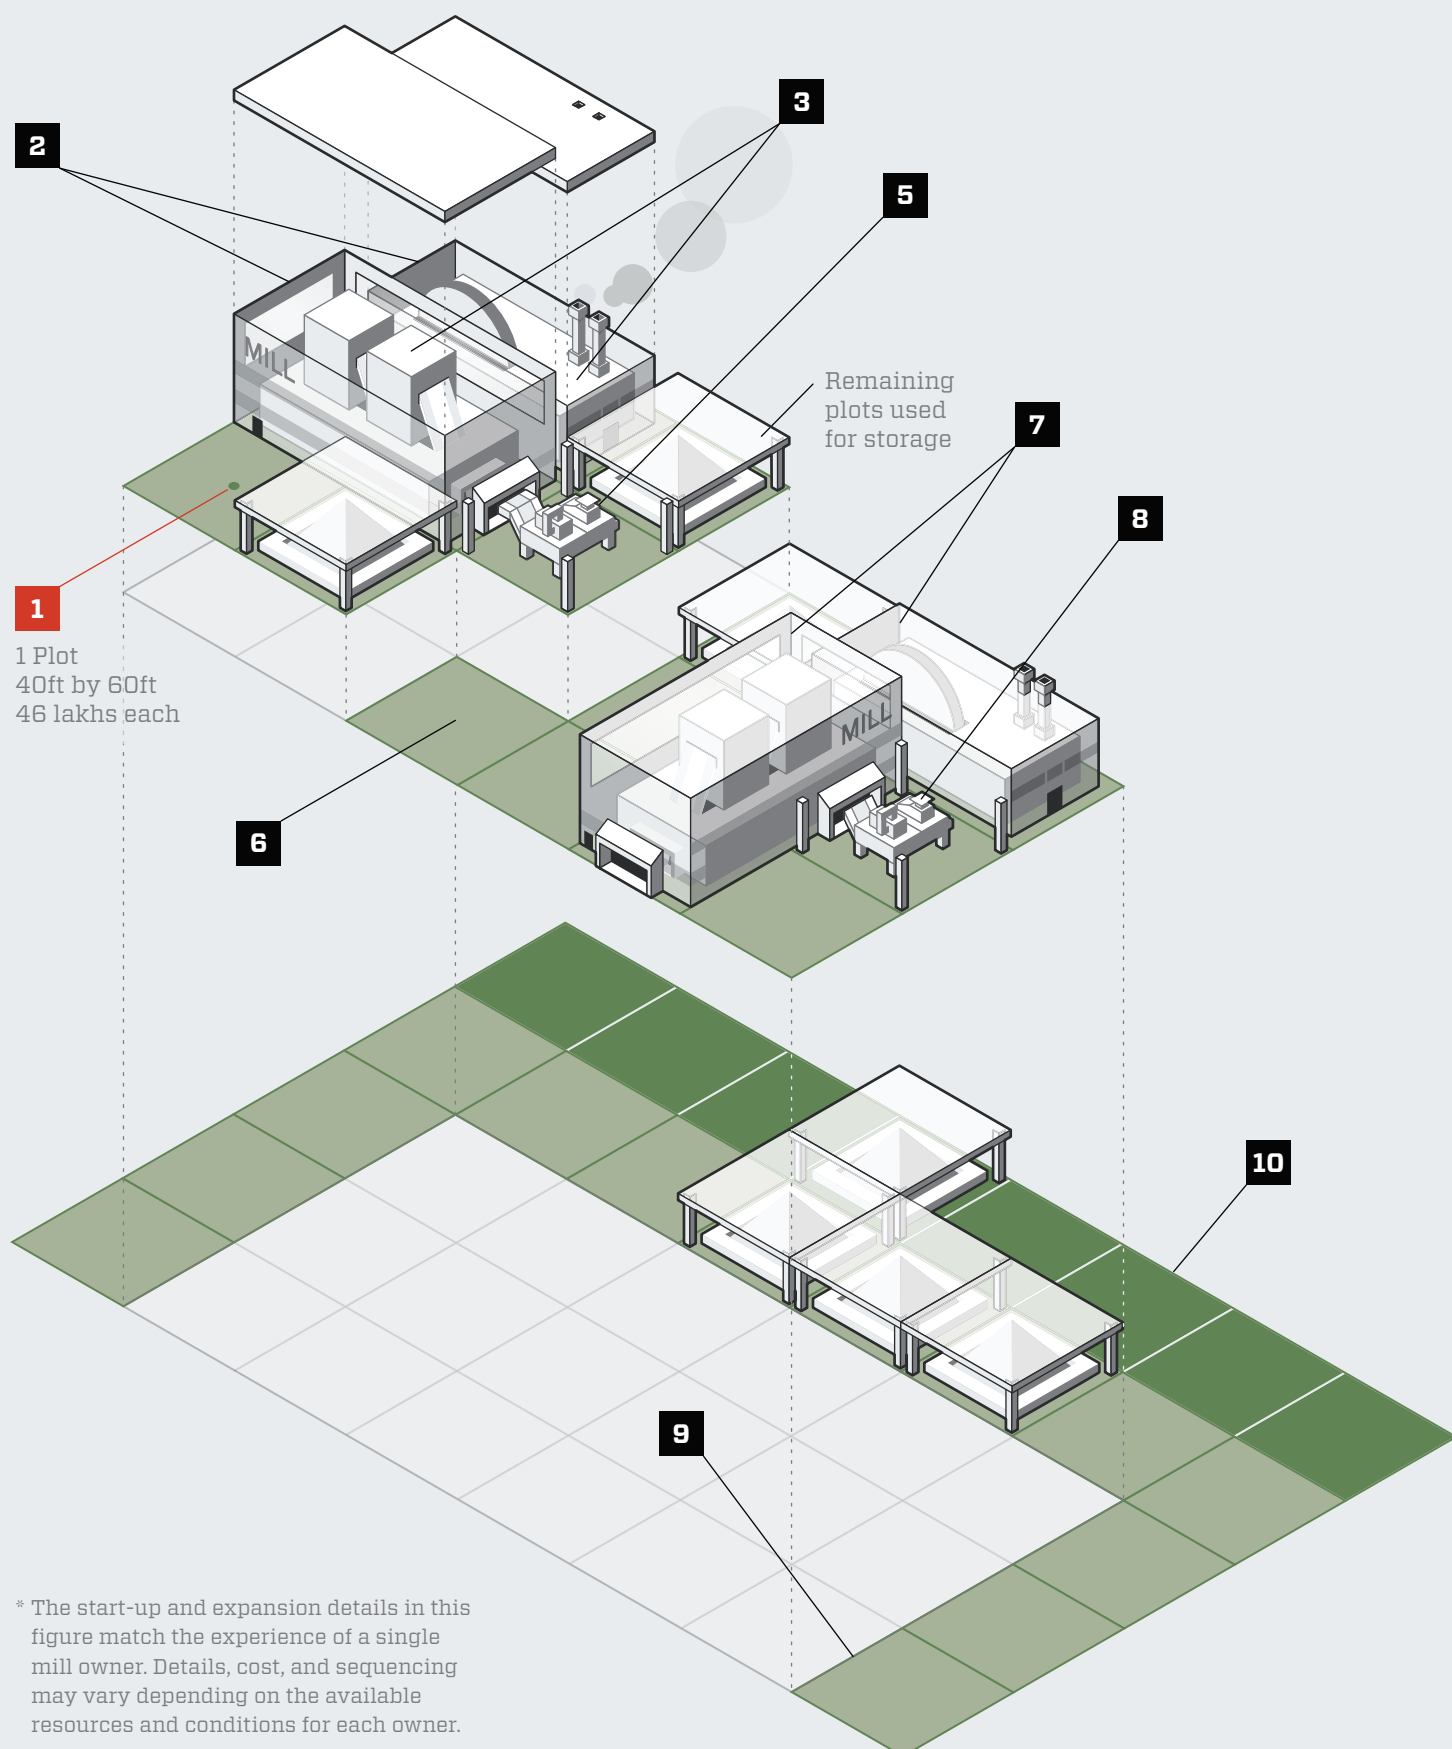 3
2
5
MILL
Remaining
plots used
for storage
7
8
1
1 Plot
40ft by 60ft
46 lakhs each
MILL
6
10
9
* The start-up and expansion details in this
figure match the experience of a single
mill owner. Details, cost, and sequencing
may vary depending on the available
resources and conditions for each owner.